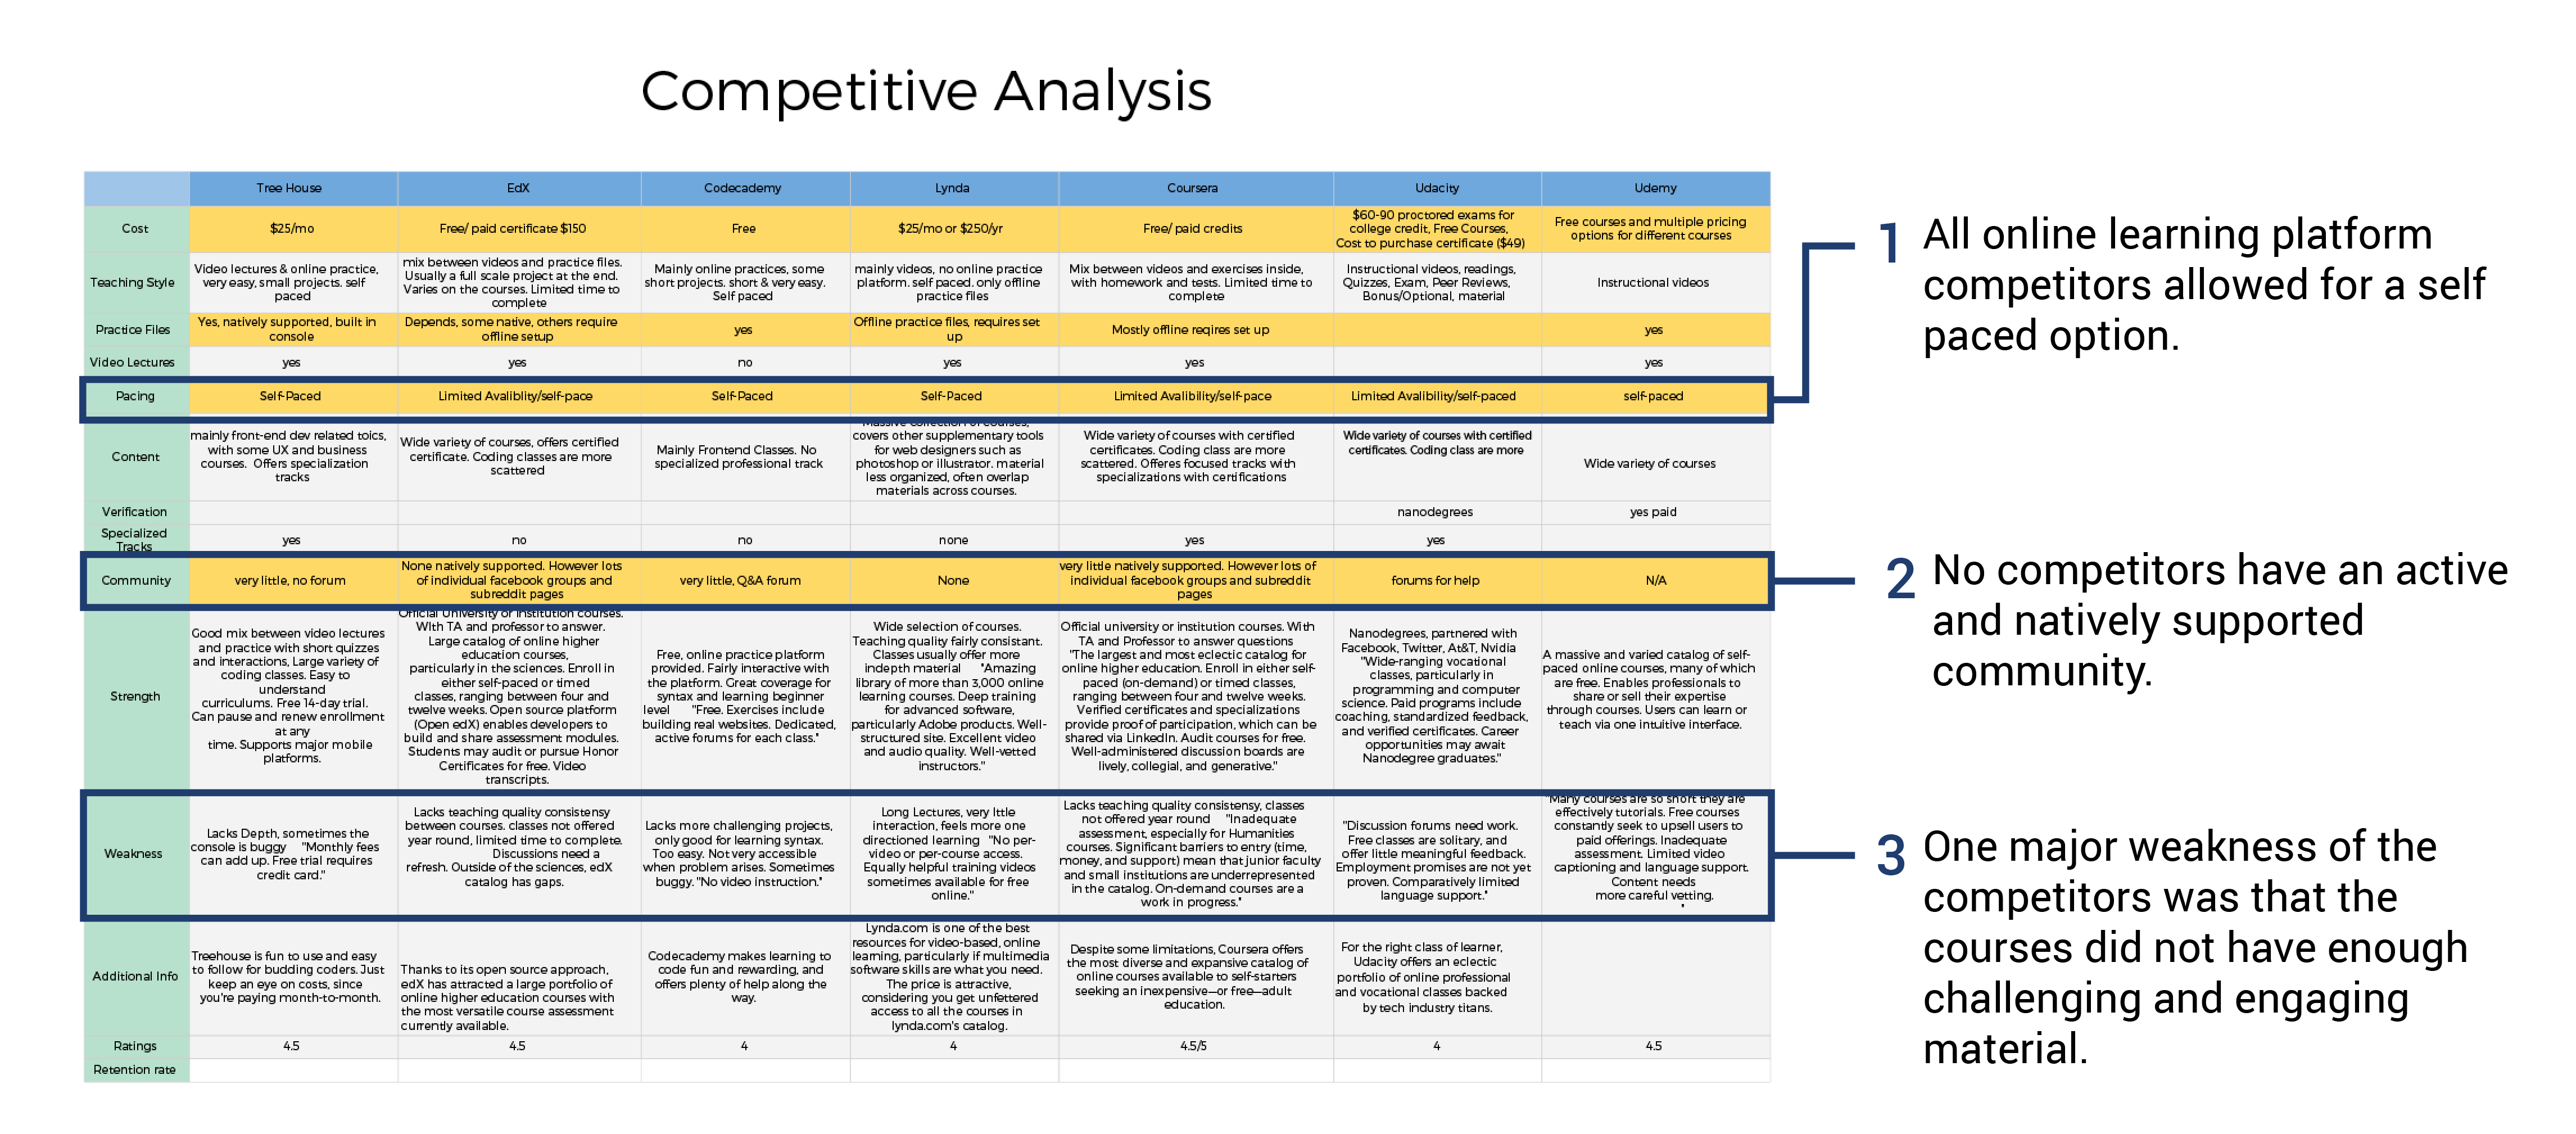 Competitive Analysis
Tree House
EdX
Codecademy
Lynda
Coursera
Udacity
Udemy
Cost
$25/mo
Free/ paid certificate $150
Free
$25/mo or $250/yr
Free/ paid credits
$60-90 proctored exams for
college credit, Free Courses,
Cost to purchase certificate ($49)
Free courses and multiple pricing
options for different courses
Teaching Style
Video lectures & online practice,
very easy, small projects. self
paced
mix between videos and practice files.
Usually a full scale project at the end.
Varies on the courses. Limited time to
complete
Mainly online practices, some
short projects. short & very easy.
Self paced
mainly videos, no online practice
platform. self paced. only offline
practice files
Mix between videos and exercises inside,
with homework and tests. Limited time to
complete
Instructional videos, readings,
Quizzes, Exam, Peer Reviews,
Bonus/Optional, material
Instructional videos
Practice Files
Yes, natively supported, built in
console
Depends, some native, others require
offline setup
yes
Offline practice files, requires set
up
Mostly offline reqires set up
yes
Video Lectures
yes
yes
no
yes
yes
yes
Pacing
Self-Paced
Limited Avaliblity/self-pace
Self-Paced
Self-Paced
Limited Avalibility/self-pace
Limited Avalibility/self-paced
self-paced
Content
mainly front-end dev related toics,
with some UX and business
courses. Offers specialization
tracks
Wide variety of courses, offers certified
certificate. Coding classes are more
scattered
Mainly Frontend Classes. No
specialized professional track
Massive collection of courses,
covers other supplementary tools
for web designers such as
photoshop or illustrator. material
less organized, often overlap
materials across courses.
Wide variety of courses with certified
certificates. Coding class are more
scattered. Offeres focused tracks with
specializations with certifications
Wide variety of courses with certified
certificates. Coding class are more
Wide variety of courses
Verification
nanodegrees
yes paid
Specialized
Tracks
yes
no
no
none
yes
yes
Community
very little, no forum
None natively supported. However lots
of individual facebook groups and
subreddit pages
very little, Q&A forum
None
very little natively supported. However lots of
individual facebook groups and subreddit
pages
forums for help
N/A
Strength
Good mix between video lectures
and practice with short quizzes
and interactions, Large variety of
coding classes. Easy to
understand
curriculums. Free 14-day trial.
Can pause and renew enrollment
at any
time. Supports major mobile
platforms.
Official University or Institution courses.
With TA and professor to answer.
Large catalog of online higher
education courses,
particularly in the sciences. Enroll in
either self-paced or timed
classes, ranging between four and
twelve weeks. Open source platform
(Open edX) enables developers to
build and share assessment modules.
Students may audit or pursue Honor
Certificates for free. Video
transcripts.
Free, online practice platform
provided. Fairly interactive with
the platform. Great coverage for
syntax and learning beginner
level "Free. Exercises include
building real websites. Dedicated,
active forums for each class."
Wide selection of courses.
Teaching quality fairly consistant.
Classes usually offer more
indepth material "Amazing
library of more than 3,000 online
learning courses. Deep training
for advanced software,
particularly Adobe products. Well-
structured site. Excellent video
and audio quality. Well-vetted
instructors."
Official university or institution courses. With
TA and Professor to answer questions
"The largest and most eclectic catalog for
online higher education. Enroll in either self-
paced (on-demand) or timed classes,
ranging between four and twelve weeks.
Verified certificates and specializations
provide proof of participation, which can be
shared via LinkedIn. Audit courses for free.
Well-administered discussion boards are
lively, collegial, and generative."
Nanodegrees, partnered with
Facebook, Twitter, At&T, Nvidia
"Wide-ranging vocational
classes, particularly in
programming and computer
science. Paid programs include
coaching, standardized feedback,
and verified certificates. Career
opportunities may await
Nanodegree graduates."
A massive and varied catalog of self-
paced online courses, many of which
are free. Enables professionals to
share or sell their expertise
through courses. Users can learn or
teach via one intuitive interface.
Weakness
Lacks Depth, sometimes the
console is buggy "Monthly fees
can add up. Free trial requires
credit card."
Lacks teaching quality consistency
between courses. classes not offered
year round, limited time to complete.
Discussions need a
refresh. Outside of the sciences, edX
catalog has gaps.
Lacks more challenging projects,
only good for learning syntax.
Too easy. Not very accessible
when problem arises. Sometimes
buggy. "No video instruction."
Long Lectures, very lttle
interaction, feels more one
directioned learning "No per-
video or per-course access.
Equally helpful training videos
sometimes available for free
online."
Lacks teaching quality consistensy, classes
not offered year round "Inadequate
assessment, especially for Humanities
courses. Significant barriers to entry (time,
money, and support) mean that junior faculty
and small institutions are underrepresented
in the catalog. On-demand courses are a
work in progress."
"Discussion forums need work.
Free classes are solitary, and
offer little meaningful feedback.
Employment promises are not yet
proven. Comparatively limited
language support."
"Many courses are so short they are
effectively tutorials. Free courses
constantly seek to upsell users to
paid offerings. Inadequate
assessment. Limited video
captioning and language support.
Content needs
more careful vetting.
"
Additional Info
Treehouse is fun to use and easy
to follow for budding coders. Just
keep an eye on costs, since
you're paying month-to-month.
Thanks to its open source approach,
edX has attracted a large portfolio of
online higher education courses with
the most versatile course assessment
currently available.
Codecademy makes learning to
code fun and rewarding, and
offers plenty of help along the
way.
Lynda.com is one of the best
resources for video-based, online
learning, particularly if multimedia
software skills are what you need.
The price is attractive,
considering you get unfettered
access to all the courses in
lynda.com's catalog.
Despite some limitations, Coursera offers
the most diverse and expansive catalog of
online courses available to self-starters
seeking an inexpensive—or free—adult
education.
For the right class of learner,
Udacity offers an eclectic
portfolio of online professional
and vocational classes backed
by tech industry titans.
Ratings
4.5
4.5
4
4
4.5/5
4
4.5
Retention rate
1 All online learning platform
competitors allowed for a self
paced option.
2 No competitors have an active
and natively supported
community.
3 One major weakness of the
competitors was that the
courses did not have enough
challenging and engaging
material.